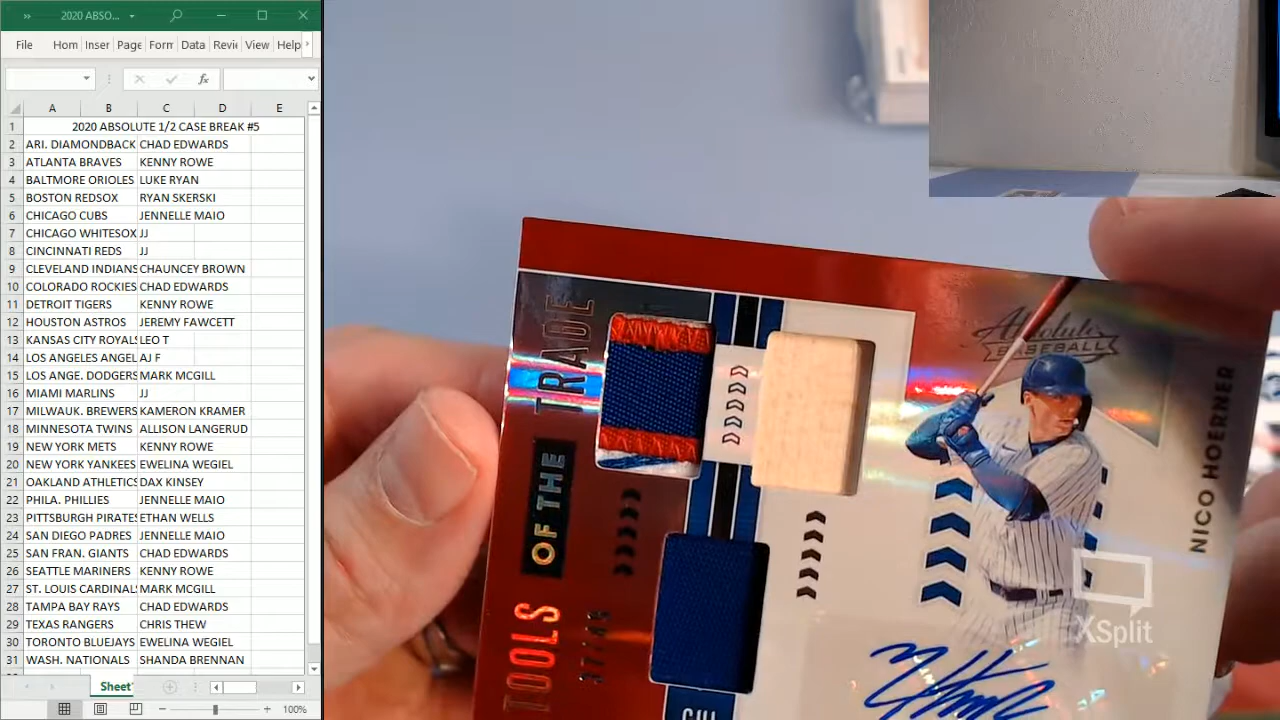 2020 ABSO...
File Hom Inser Page Form Data Revie View Help
fx
A B C D E
1 2020 ABSOLUTE 1/2 CASE BREAK #5
2 ARI. DIAMONDBACK CHAD EDWARDS
3 ATLANTA BRAVES KENNY ROWE
4 BALTMORE ORIOLES LUKE RYAN
5 BOSTON REDSOX RYAN SKERSKI
6 CHICAGO CUBS JENNELLE MAIO
7 CHICAGO WHITESOX JJ
8 CINCINNATI REDS JJ
9 CLEVELAND INDIANS CHAUNCEY BROWN
10 COLORADO ROCKIES CHAD EDWARDS
11 DETROIT TIGERS KENNY ROWE
12 HOUSTON ASTROS JEREMY FAWCETT
13 KANSAS CITY ROYALS LEO T
14 LOS ANGELES ANGEL AJ F
15 LOS ANGE. DODGERS MARK MCGILL
16 MIAMI MARLINS JJ
17 MILWAUK. BREWERS KAMERON KRAMER
18 MINNESOTA TWINS ALLISON LANGERUD
19 NEW YORK METS KENNY ROWE
20 NEW YORK YANKEES EWELINA WEGIEL
21 OAKLAND ATHLETICS DAX KINSEY
22 PHILA. PHILLIES JENNELLE MAIO
23 PITTSBURGH PIRATES ETHAN WELLS
24 SAN DIEGO PADRES JENNELLE MAIO
25 SAN FRAN. GIANTS CHAD EDWARDS
26 SEATTLE MARINERS KENNY ROWE
27 ST. LOUIS CARDINALS MARK MCGILL
28 TAMPA BAY RAYS CHAD EDWARDS
29 TEXAS RANGERS CHRIS THEW
30 TORONTO BLUEJAYS EWELINA WEGIEL
31 WASH. NATIONALS SHANDA BRENNAN
Sheet
100%
TOOLS OF THE TRADE
Absolute
BASEBALL
NICO HOERNER
XSplit